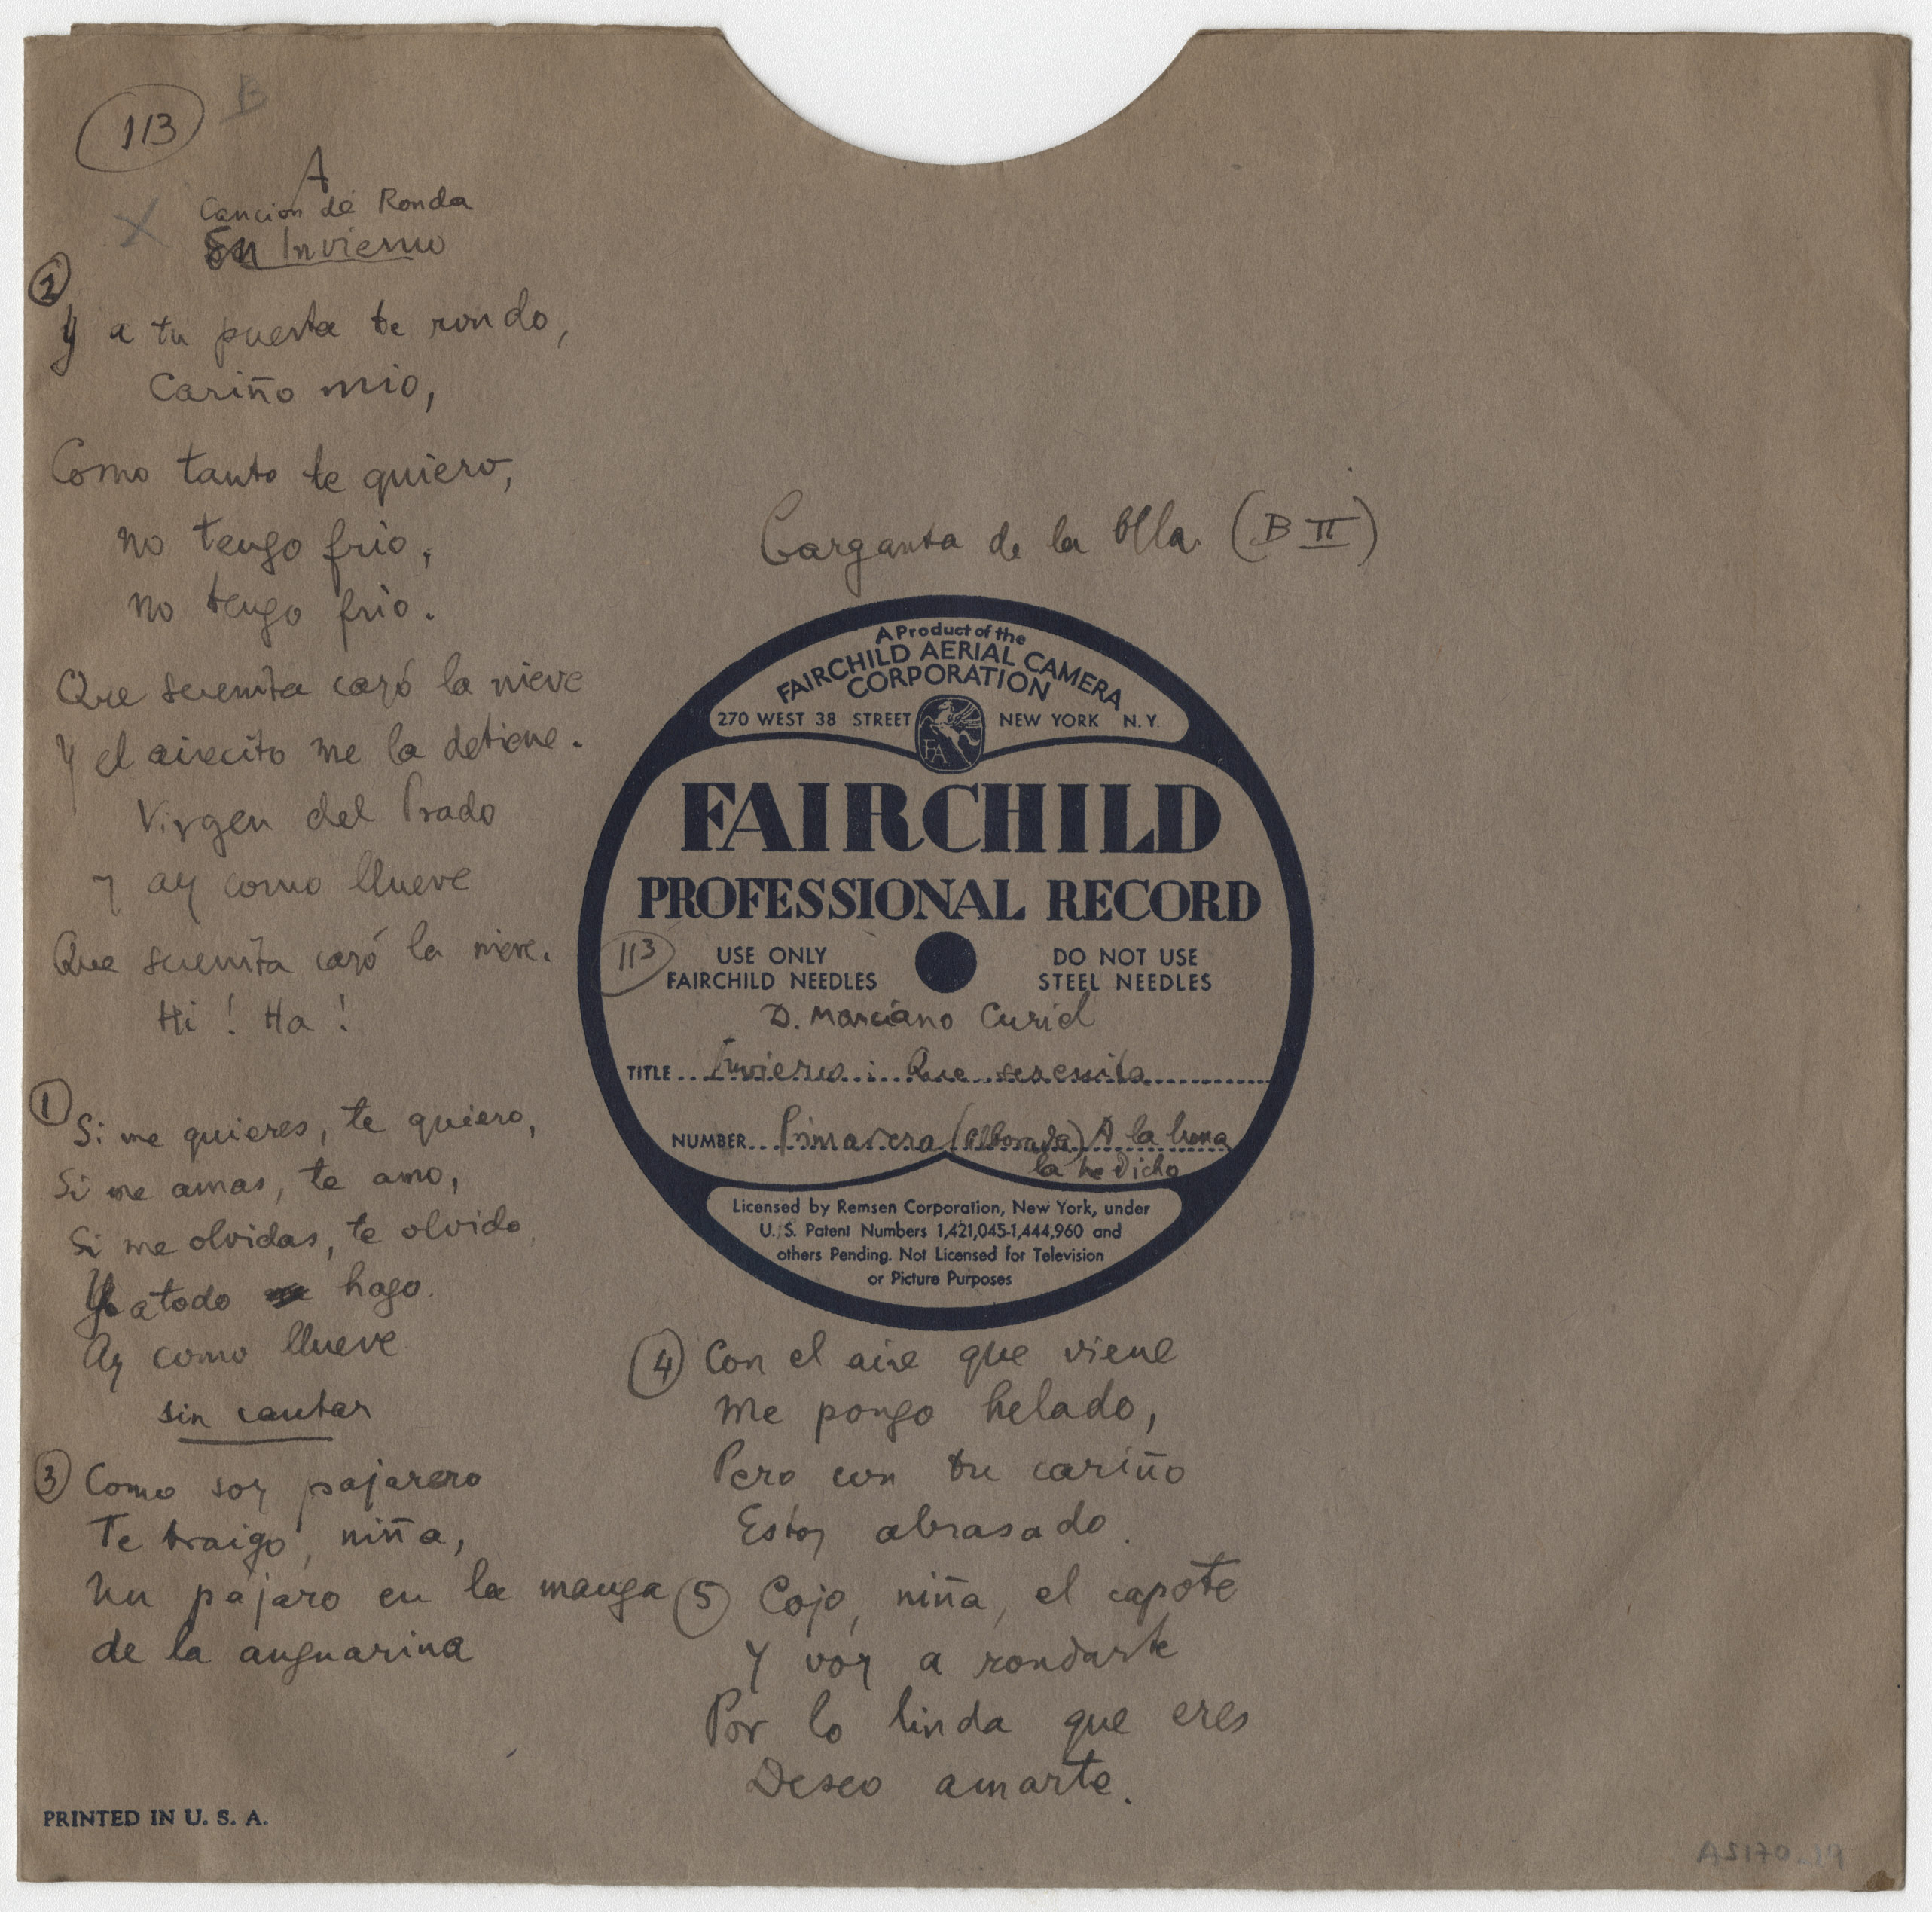 113
B
A
Cancion de Ronda
En Invierno
2
Y a tu puerta te rondo,
Cariño mio,
Como tanto te quiero,
no tengo frio,
no tengo frio.
Que serenita cayó la nieve
Y el airecito me la detiene.
Virgen del Prado
y ay como llueve
Que serenita cayó la nieve.
Hi! Ha!
1
Si me quieres, te quiero,
Si me amas, te amo,
Si me olvidas, te olvido,
Y a todo hago.
Ay como llueve
sin cantar
3 Como soy pajarero
Te traigo, niña,
Un pájaro en la manga
de la anguarina
Garganta de la Olla. (B II)
A Product of the
FAIRCHILD AERIAL CAMERA
CORPORATION
270 WEST 38 STREET NEW YORK N.Y.
FA
FAIRCHILD
PROFESSIONAL RECORD
113
USE ONLY
FAIRCHILD NEEDLES
DO NOT USE
STEEL NEEDLES
D. Marciano Curiel
TITLE Invierno: Que serenita
NUMBER Primavera (Alborada) A la luna
la he dicho
Licensed by Remsen Corporation, New York, under
U. S. Patent Numbers 1,421,045-1,444,960 and
others Pending. Not Licensed for Television
or Picture Purposes
4 Con el aire que viene
Me pongo helado,
Pero con tu cariño
Estoy abrasado.
5 Cojo, niña, el capote
Y voy a rondarte
Por lo linda que eres
Deseo amarte.
PRINTED IN U. S. A.